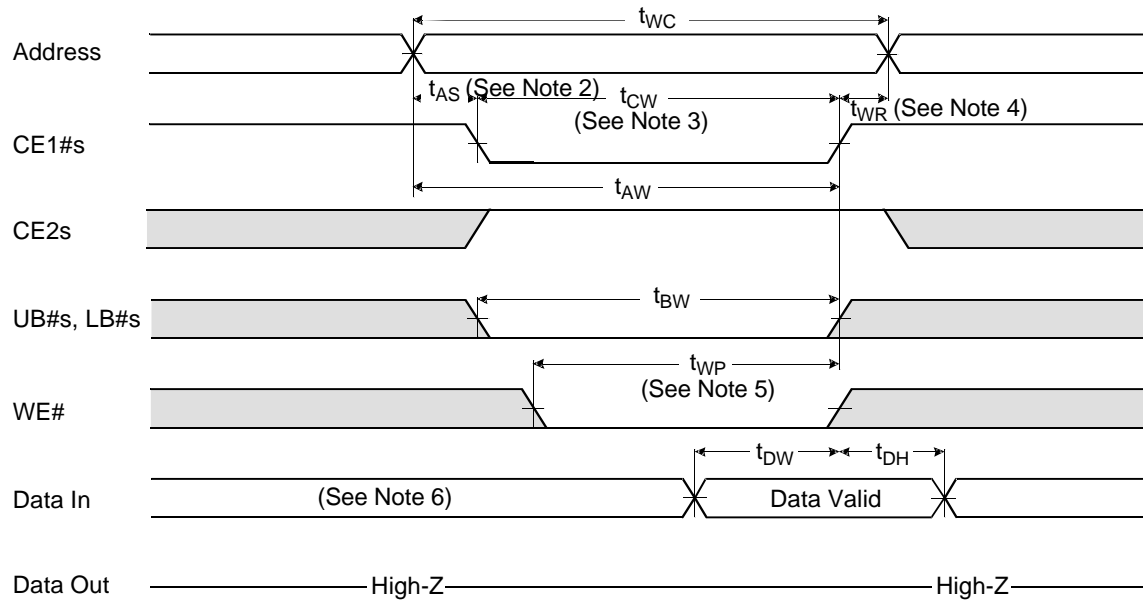 tWC
Address
tAS (See Note 2)
tCW
(See Note 3)
tWR (See Note 4)
CE1#s
tAW
CE2s
UB#s, LB#s
tBW
tWP
(See Note 5)
WE#
tDW
tDH
Data In
(See Note 6)
Data Valid
Data Out
High-Z
High-Z